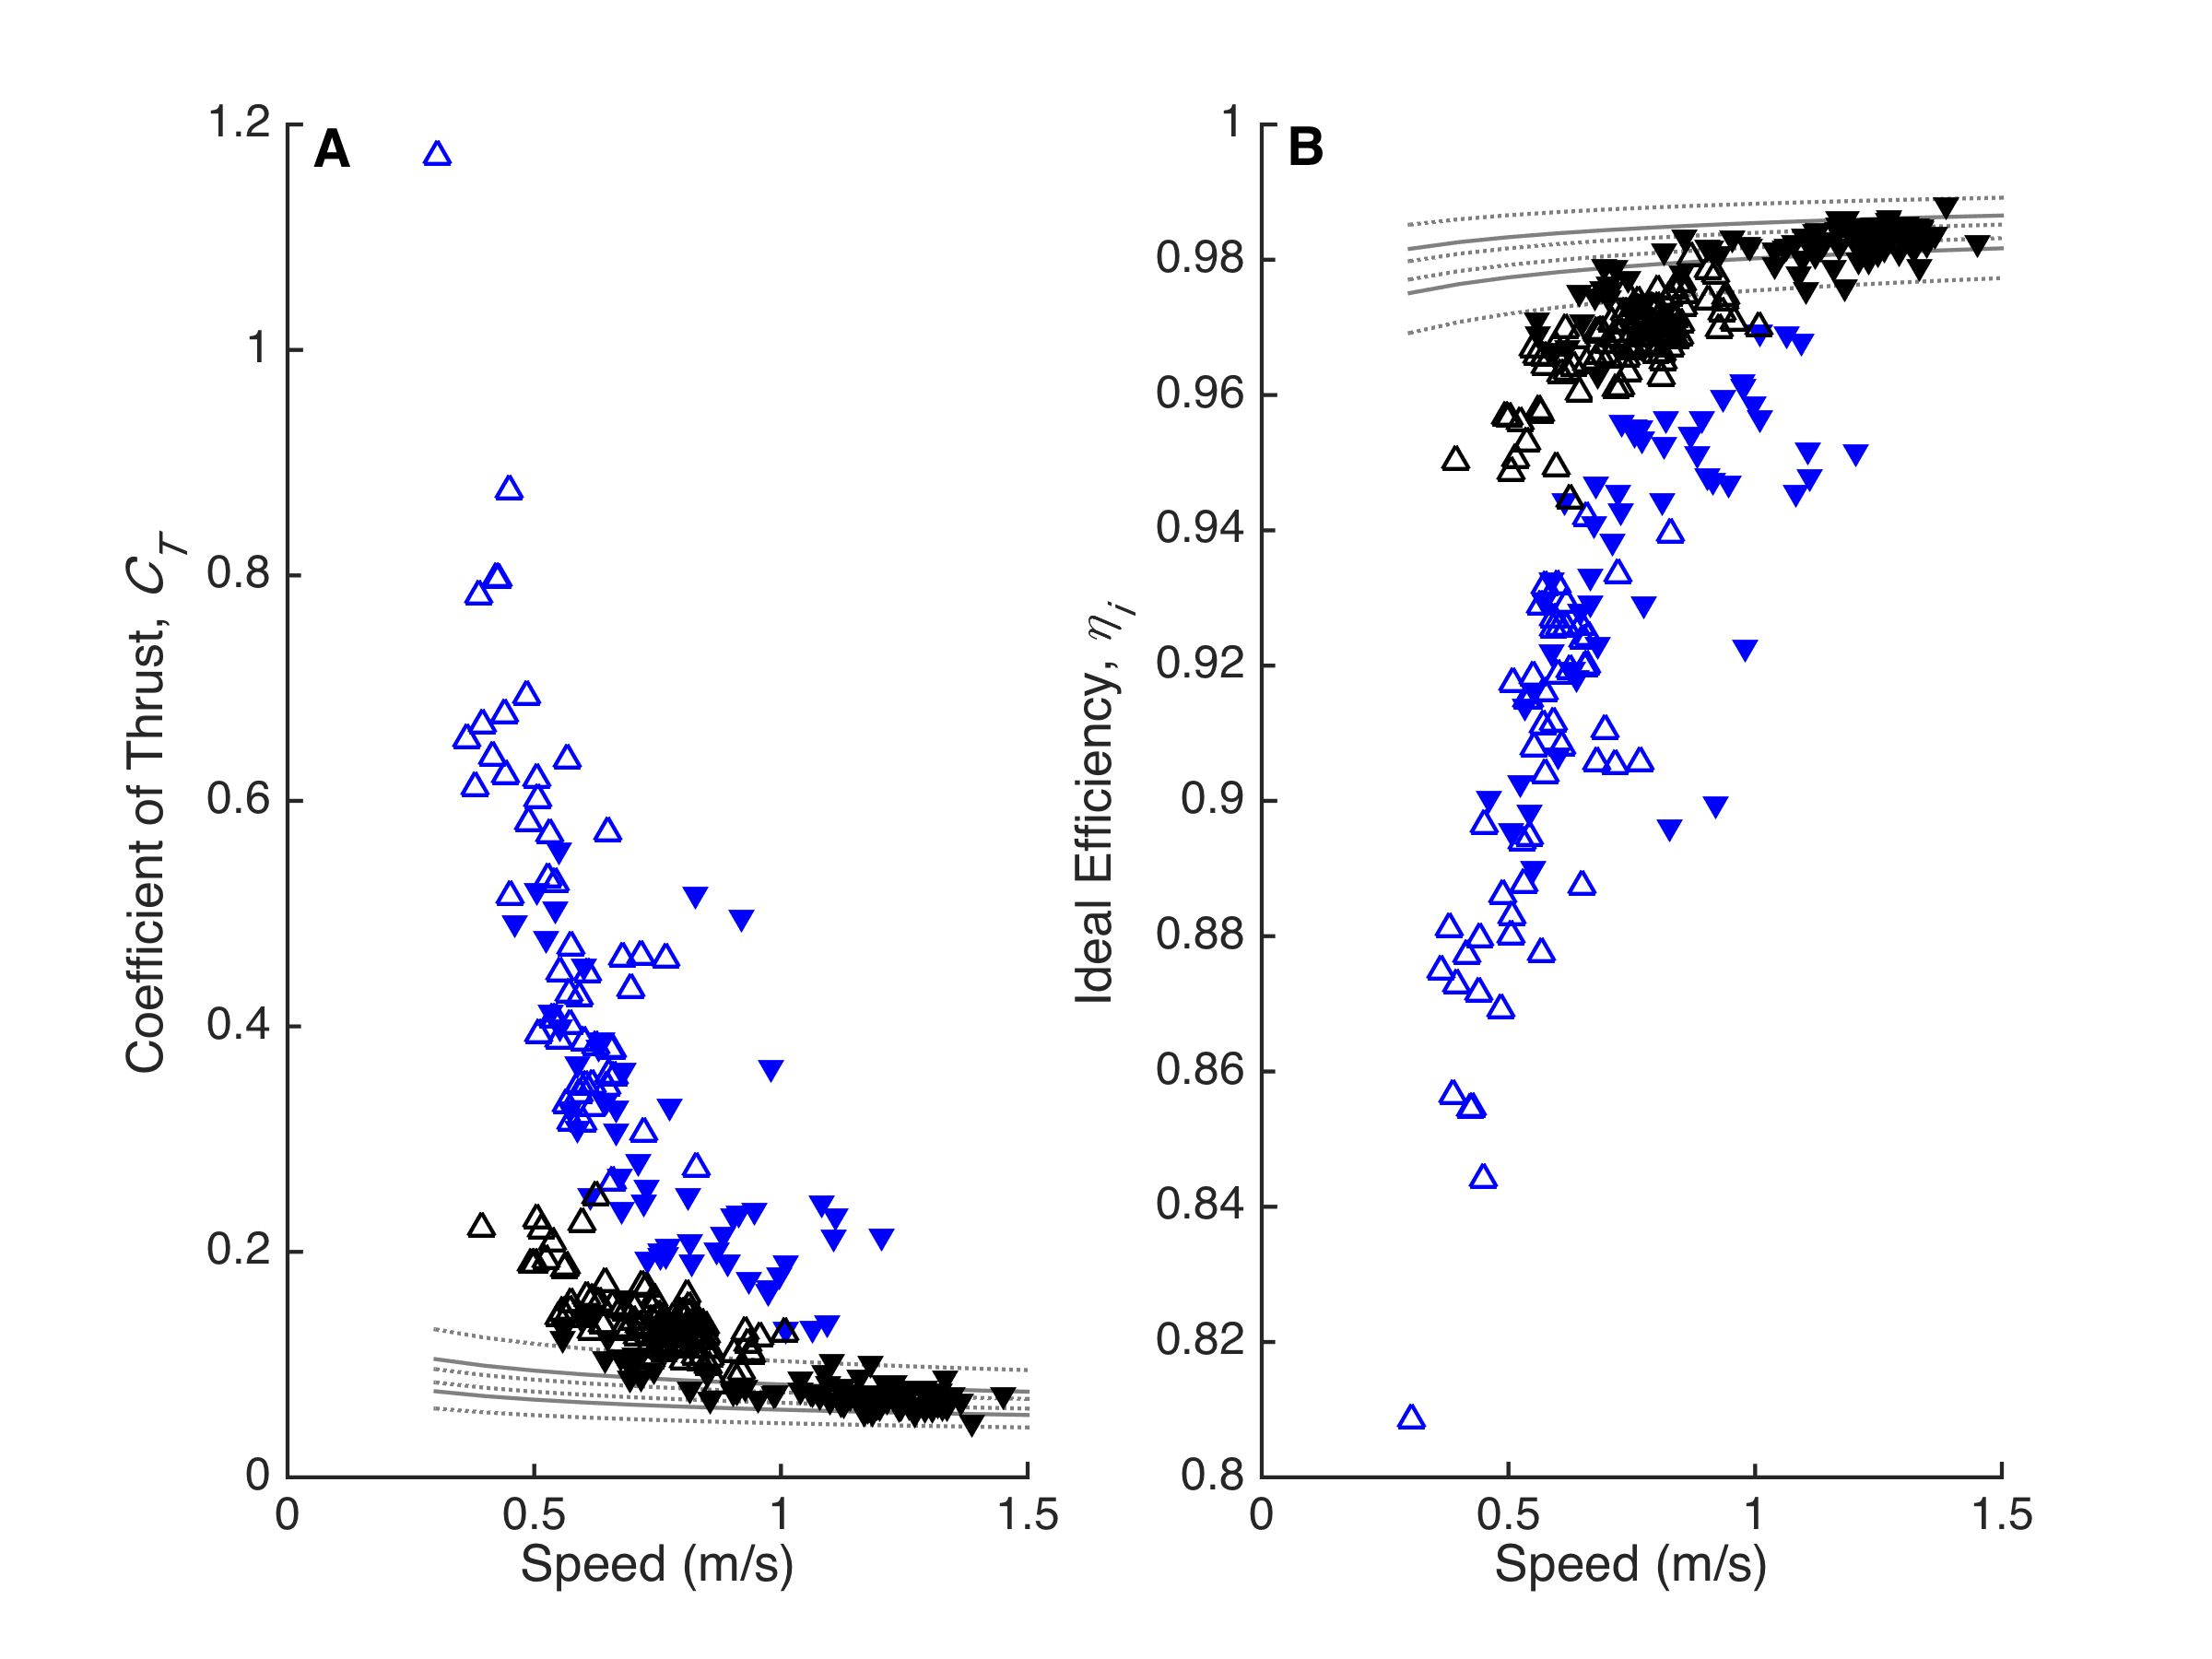 A
1.2
1
0.8
0.6
0.4
0.2
0
Coefficient of Thrust, C_T
0 0.5 1 1.5
Speed (m/s)
B
1
0.98
0.96
0.94
0.92
0.9
0.88
0.86
0.84
0.82
0.8
Ideal Efficiency, η_i
0 0.5 1 1.5
Speed (m/s)